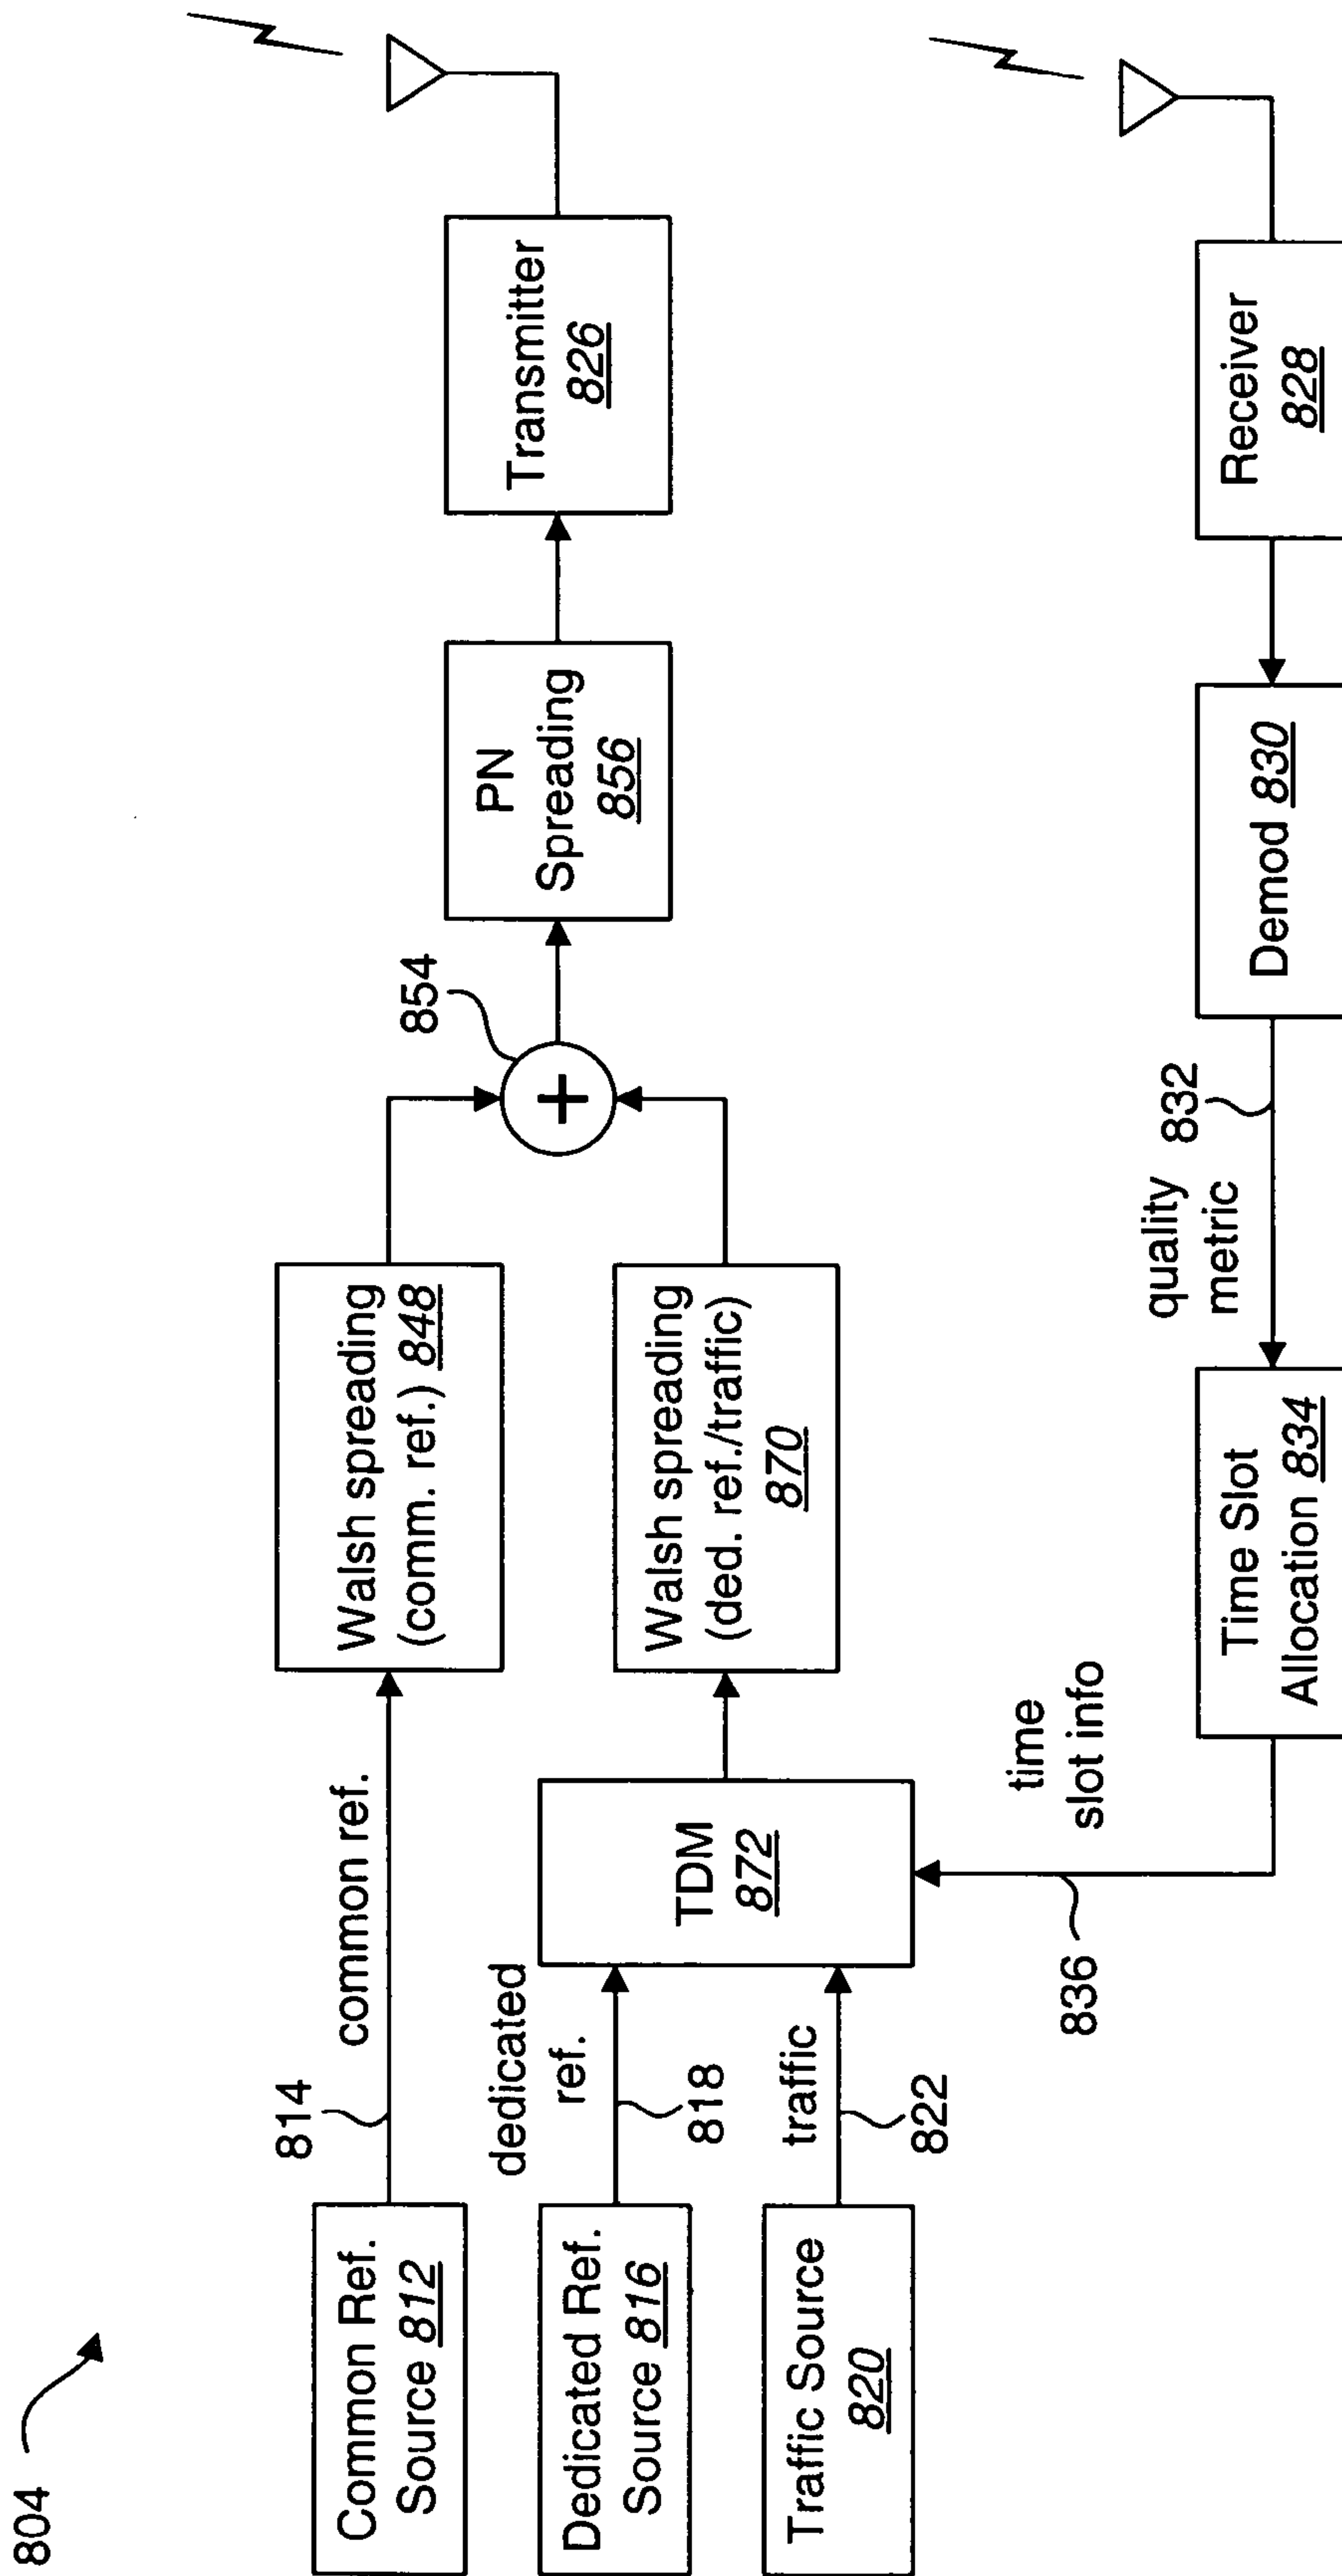 804
814
common ref.
Common Ref.
Source 812
Walsh spreading
(comm. ref.) 848
854
+
PN
Spreading
856
Transmitter
826
dedicated
ref.
818
Dedicated Ref.
Source 816
TDM
872
Walsh spreading
(ded. ref./traffic)
870
traffic
822
Traffic Source
820
time
slot info
836
Time Slot
Allocation 834
quality
metric
832
Demod 830
Receiver
828